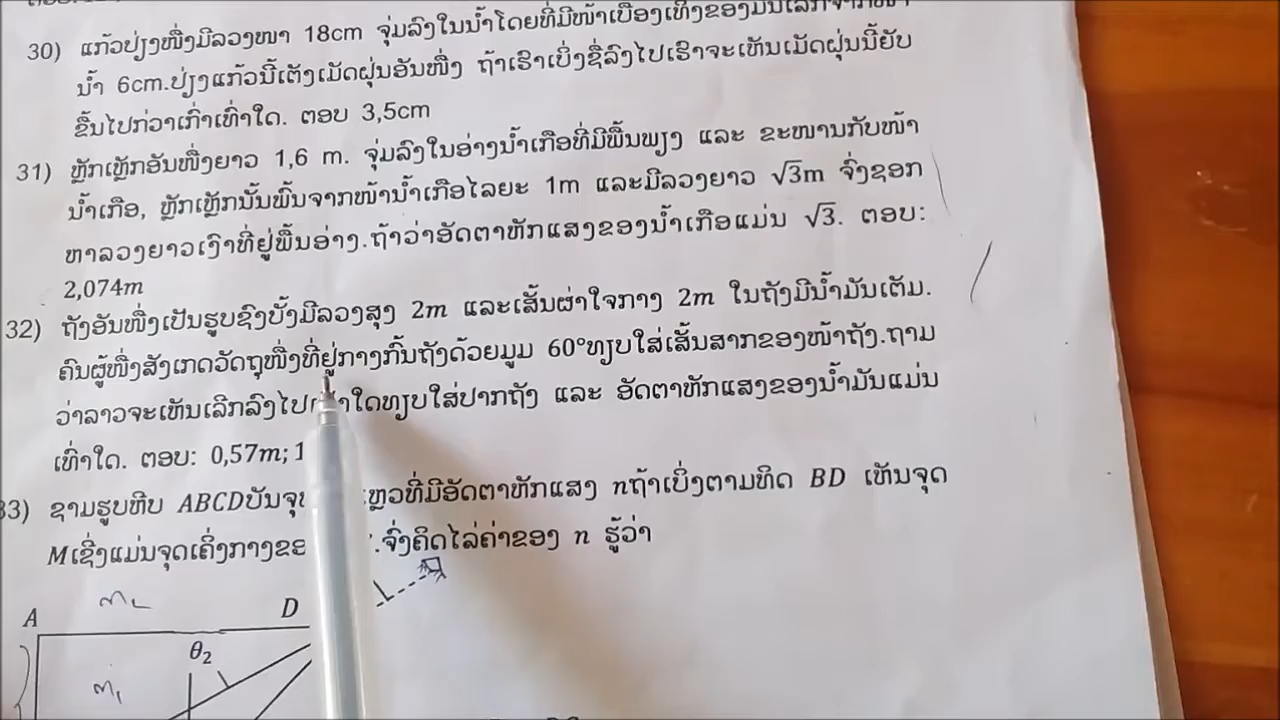 30) ແກ້ວປ່ຽງໜຶ່ງມີລວງໜາ 18cm ຈຸ່ມລົງໃນນ້ຳໂດຍທີ່ມີໜ້າເບື້ອງເທິງຂອງມັນເລິກຈາກໜ້າ
ນ້ຳ 6cm.ປ່ຽງແກ້ວນີ້ເຕັງເມັດຝຸ່ນອັນໜຶ່ງ ຖ້າເຮົາເບິ່ງຊື່ລົງໄປເຮົາຈະເຫັນເມັດຝຸ່ນນີ້ຍັບ
ຂຶ້ນໄປກ່ວາເກົ່າເທົ່າໃດ. ຕອບ 3,5cm
31) ຫຼັກເຫຼັກອັນໜຶ່ງຍາວ 1,6 m. ຈຸ່ມລົງໃນອ່າງນ້ຳເກືອທີ່ມີພື້ນພຽງ ແລະ ຂະໜານກັບໜ້າ
ນ້ຳເກືອ, ຫຼັກເຫຼັກນັ້ນພົ້ນຈາກໜ້ານ້ຳເກືອໄລຍະ 1m ແລະມີລວງຍາວ √3m ຈົ່ງຊອກ
ຫາລວງຍາວເງົາທີ່ຢູ່ພື້ນອ່າງ.ຖ້າວ່າອັດຕາຫັກແສງຂອງນ້ຳເກືອແມ່ນ √3. ຕອບ:
2,074m
32) ຖັງອັນໜຶ່ງເປັນຮູບຊົງບັ້ງມີລວງສຸງ 2m ແລະເສັ້ນຜ່າໃຈກາງ 2m ໃນຖັງມີນ້ຳມັນເຕັມ.
ຄົນຜູ້ໜຶ່ງສັງເກດວັດຖຸໜຶ່ງທີ່ຢູ່ກາງກົ້ນຖັງດ້ວຍມູມ 60°ທຽບໃສ່ເສັ້ນສາກຂອງໜ້າຖັງ.ຖາມ
ວ່າລາວຈະເຫັນເລິກລົງໄປ ໃດທຽບໃສ່ປາກຖັງ ແລະ ອັດຕາຫັກແສງຂອງນ້ຳມັນແມ່ນ
ເທົ່າໃດ. ຕອບ: 0,57m; 1
33) ຊາມຮູບຫີບ ABCDບັນຈຸ ຫຼວທີ່ມີອັດຕາຫັກແສງ nຖ້າເບິ່ງຕາມທິດ BD ເຫັນຈຸດ
Mເຊິ່ງແມ່ນຈຸດເຄິ່ງກາງຂອ .ຈົ່ງຄິດໄລ່ຄ່າຂອງ n ຮູ້ວ່າ
A n₂ D
θ₂
n₁